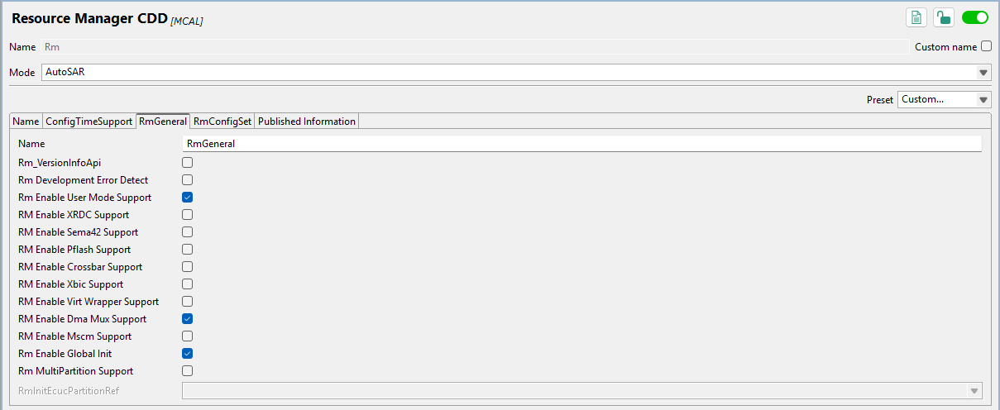 Resource Manager CDD [MCAL]
Name Rm Custom name
Mode AutoSAR
Preset Custom...
Name ConfigTimeSupport RmGeneral RmConfigSet Published Information
Name RmGeneral
Rm_VersionInfoApi
Rm Development Error Detect
Rm Enable User Mode Support
RM Enable XRDC Support
RM Enable Sema42 Support
RM Enable Pflash Support
RM Enable Crossbar Support
RM Enable Xbic Support
RM Enable Virt Wrapper Support
RM Enable Dma Mux Support
RM Enable Mscm Support
Rm Enable Global Init
Rm MultiPartition Support
RmInitEcucPartitionRef